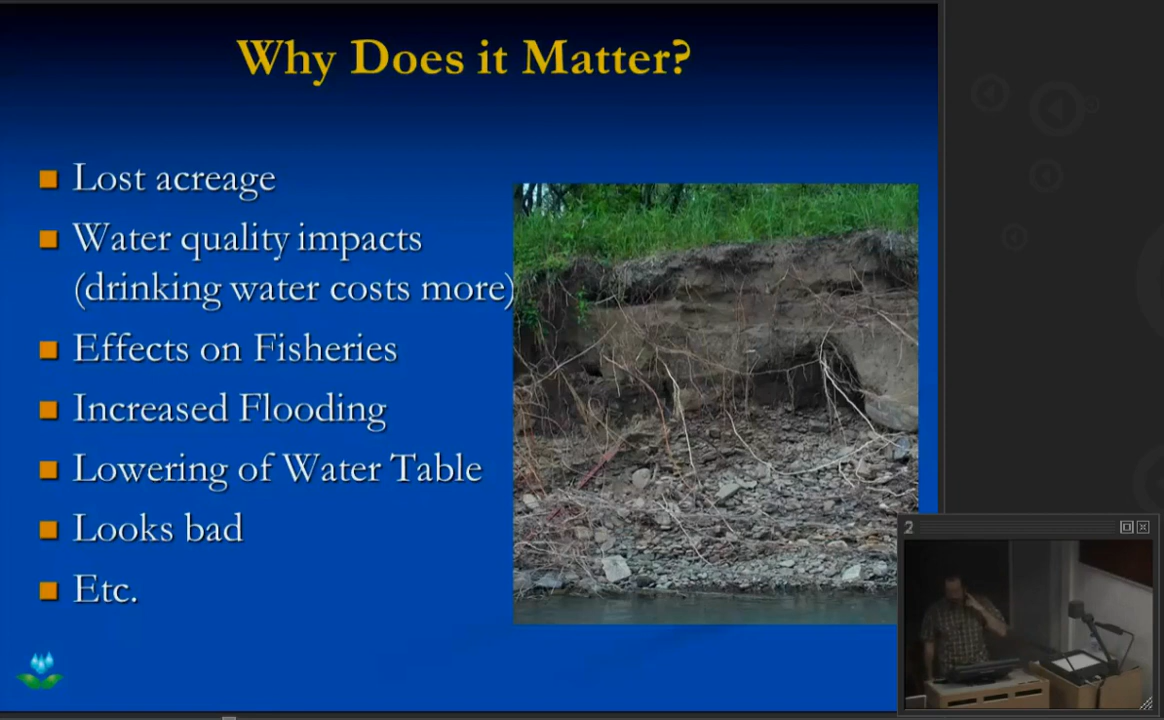 Why Does it Matter?
Lost acreage
Water quality impacts
(drinking water costs more)
Effects on Fisheries
Increased Flooding
Lowering of Water Table
Looks bad
Etc.
2